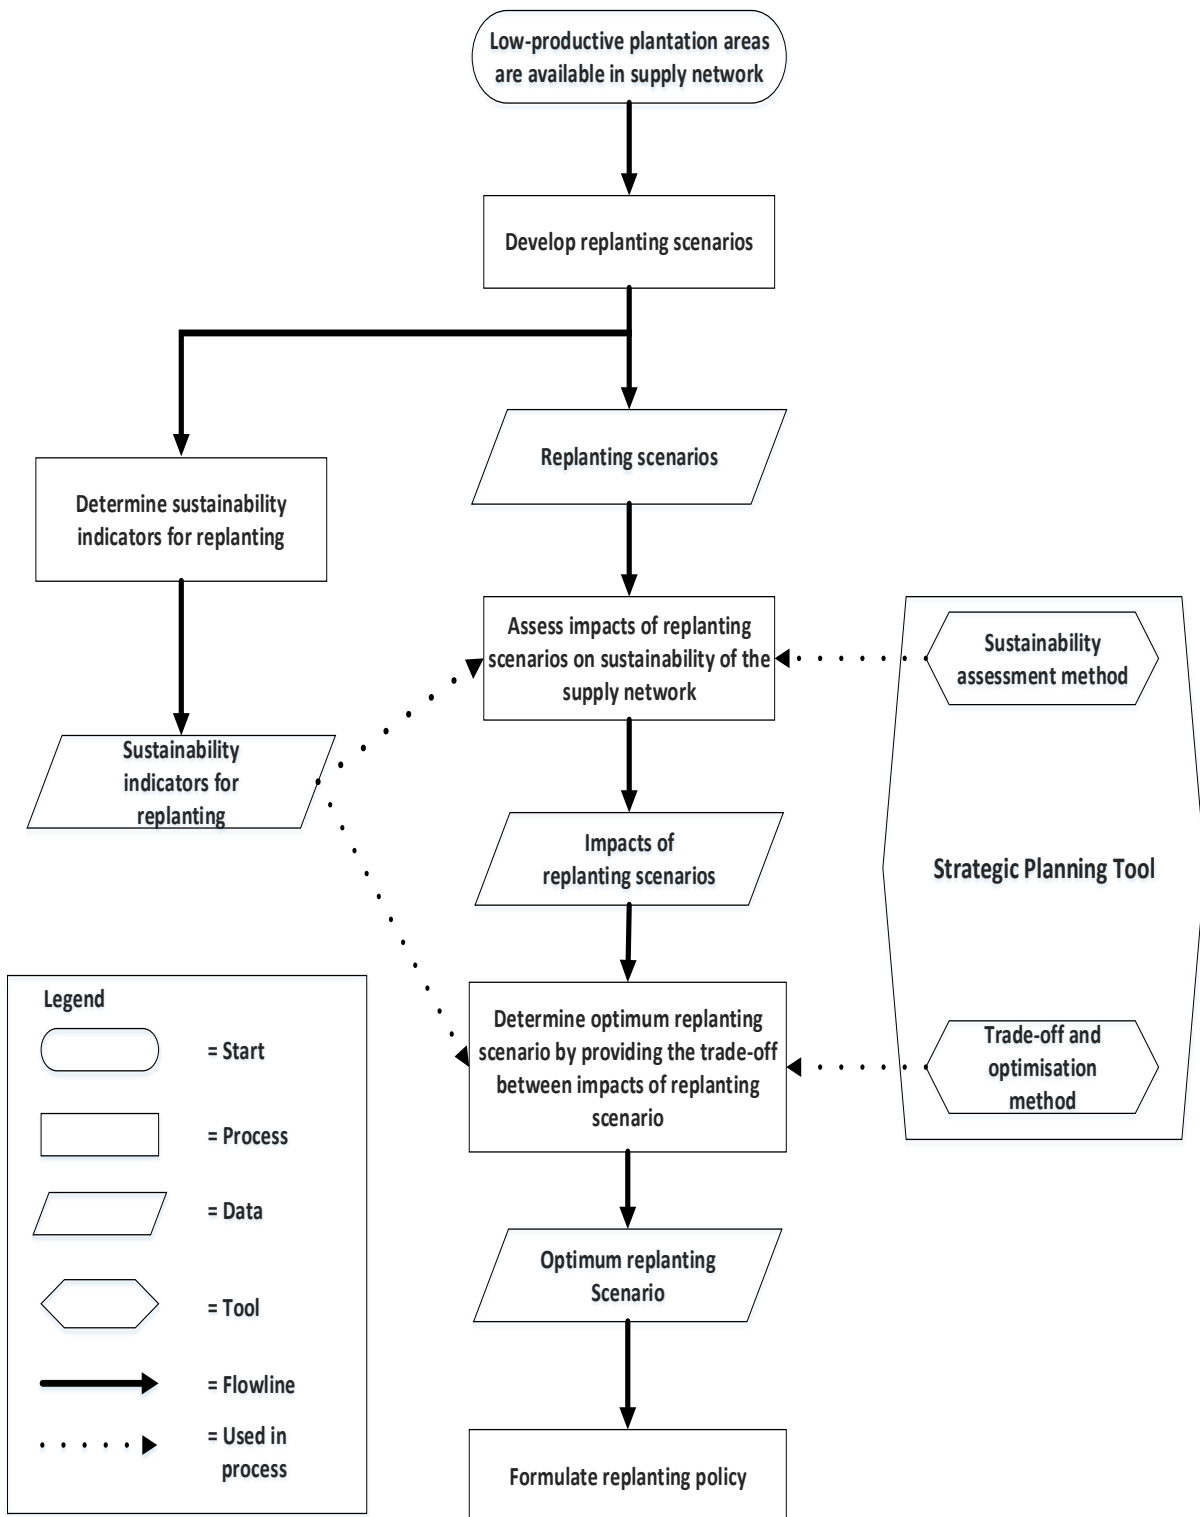 Low-productive plantation areas
are available in supply network
Develop replanting scenarios
Replanting scenarios
Determine sustainability
indicators for replanting
Assess impacts of replanting
scenarios on sustainability of the
supply network
Sustainability
assessment method
Sustainability
indicators for
replanting
Impacts of
replanting scenarios
Strategic Planning Tool
Determine optimum replanting
scenario by providing the trade-off
between impacts of replanting
scenario
Trade-off and
optimisation
method
Optimum replanting
Scenario
Formulate replanting policy
Legend
= Start
= Process
= Data
= Tool
= Flowline
= Used in
process